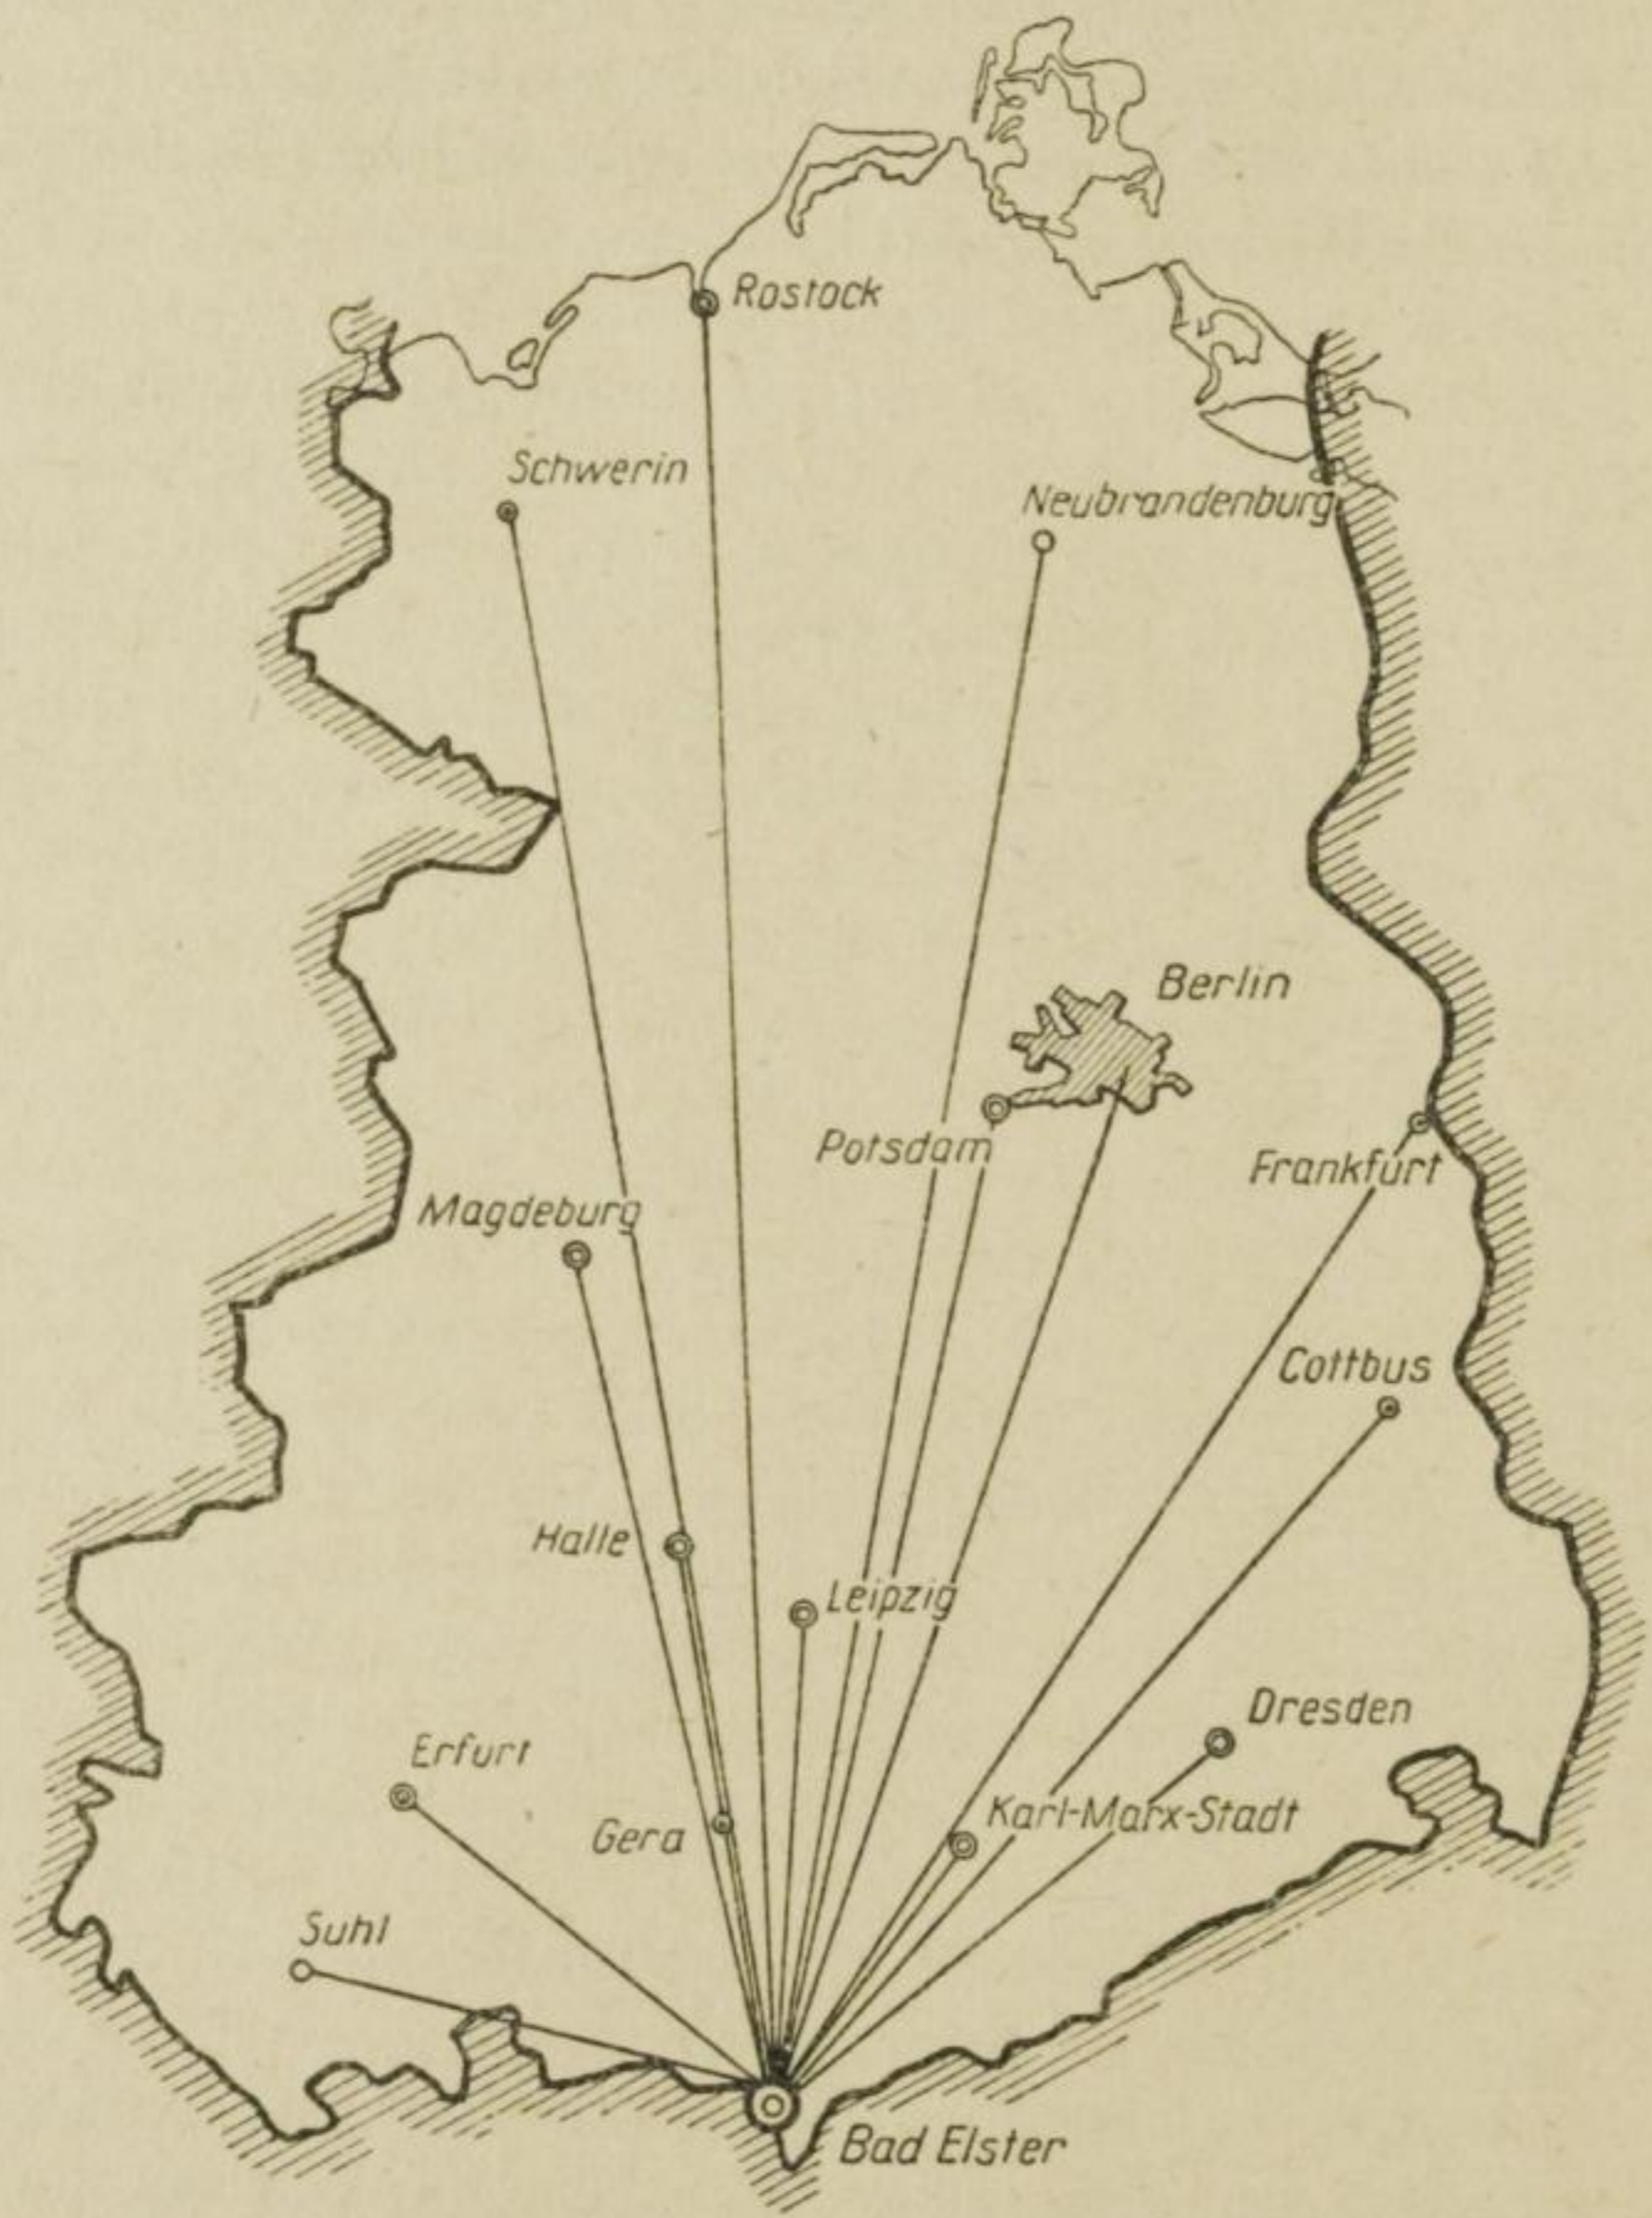 Rostock
Schwerin
Neubrandenburg
Berlin
Potsdam
Frankfurt
Magdeburg
Cottbus
Halle
Leipzig
Dresden
Erfurt
Karl-Marx-Stadt
Gera
Suhl
Bad Elster